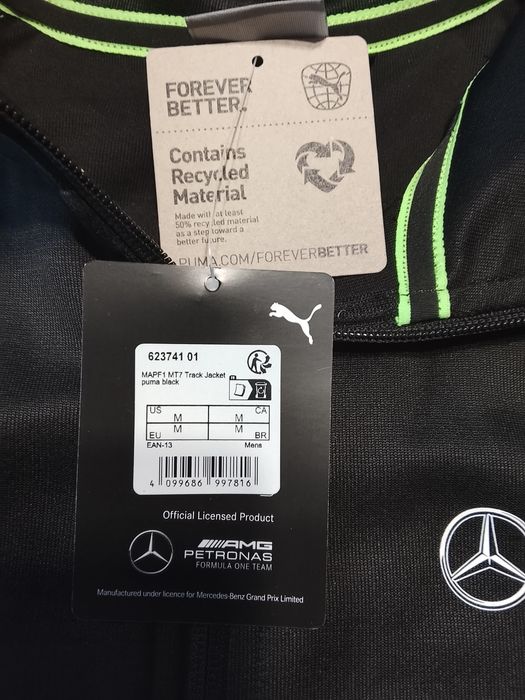 FOREVER
BETTER.
Contains
Recycled
Material
Made with at least
50% recycled material
as a step toward a
better future.
PUMA.COM/FOREVERBETTER
623741 01
MAPF1 MT7 Track Jacket
puma black
US M M CA
EU M M BR
EAN-13 Mens
4 099686 997816
Official Licensed Product
AMG
PETRONAS
FORMULA ONE TEAM
Manufactured under licence for Mercedes-Benz Grand Prix Limited